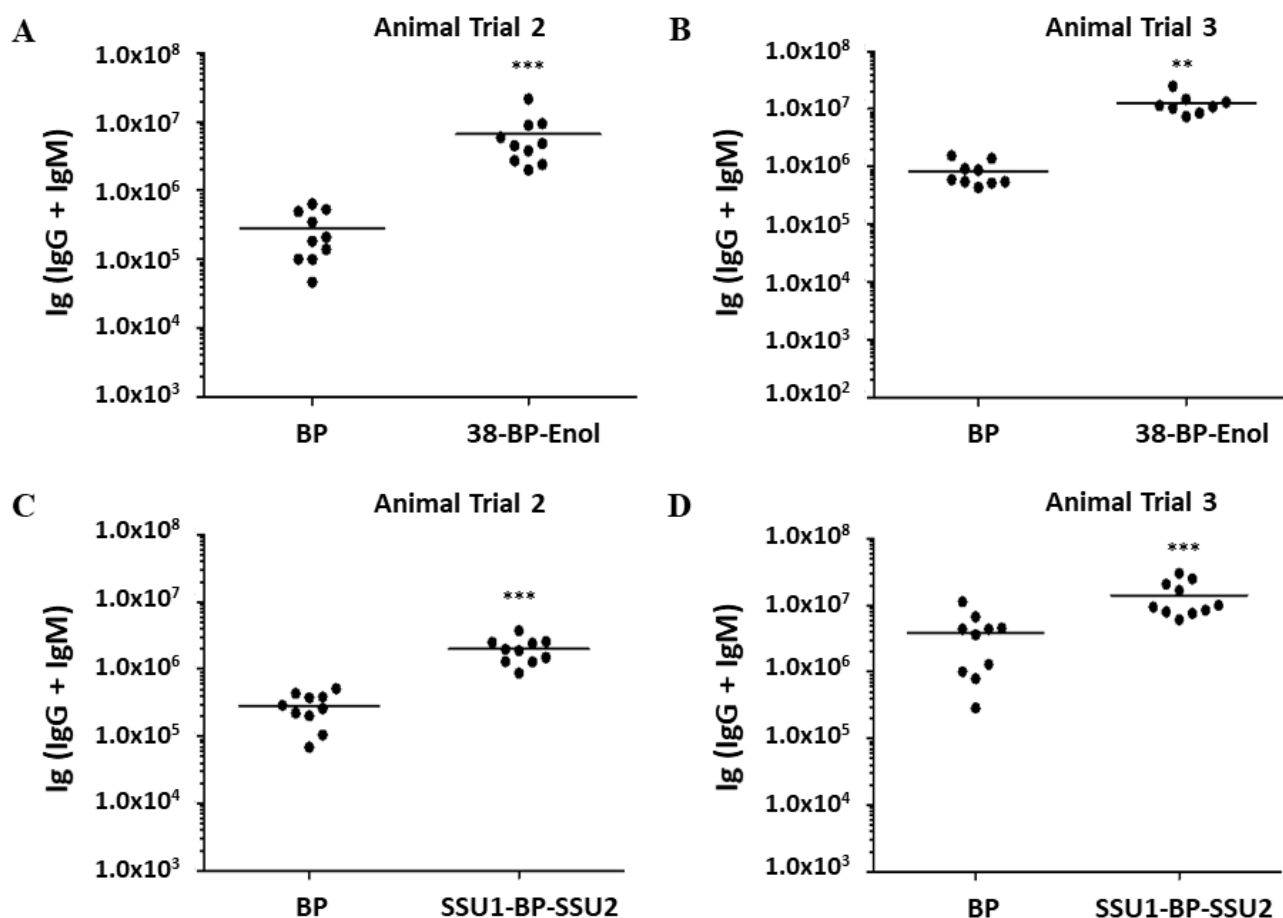 A
Animal Trial 2
***
1.0x10⁸
1.0x10⁷
1.0x10⁶
1.0x10⁵
1.0x10⁴
1.0x10³
Ig (IgG + IgM)
BP
38-BP-Enol
B
Animal Trial 3
**
1.0x10⁸
1.0x10⁷
1.0x10⁶
1.0x10⁵
1.0x10⁴
1.0x10³
1.0x10²
Ig (IgG + IgM)
BP
38-BP-Enol
C
Animal Trial 2
***
1.0x10⁸
1.0x10⁷
1.0x10⁶
1.0x10⁵
1.0x10⁴
1.0x10³
Ig (IgG + IgM)
BP
SSU1-BP-SSU2
D
Animal Trial 3
***
1.0x10⁸
1.0x10⁷
1.0x10⁶
1.0x10⁵
1.0x10⁴
1.0x10³
Ig (IgG + IgM)
BP
SSU1-BP-SSU2